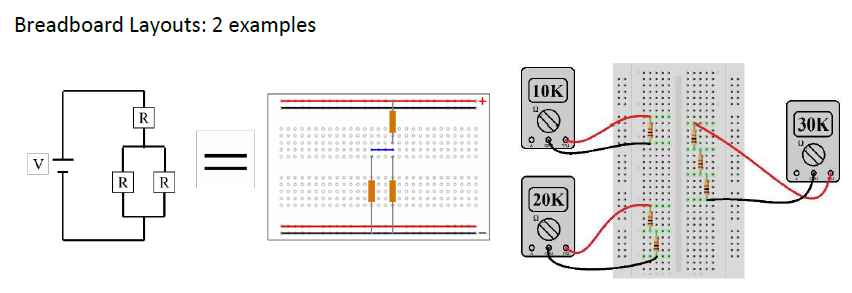 Breadboard Layouts: 2 examples
R
V
R R
+
−
10K
Ω
20K
Ω
30K
Ω